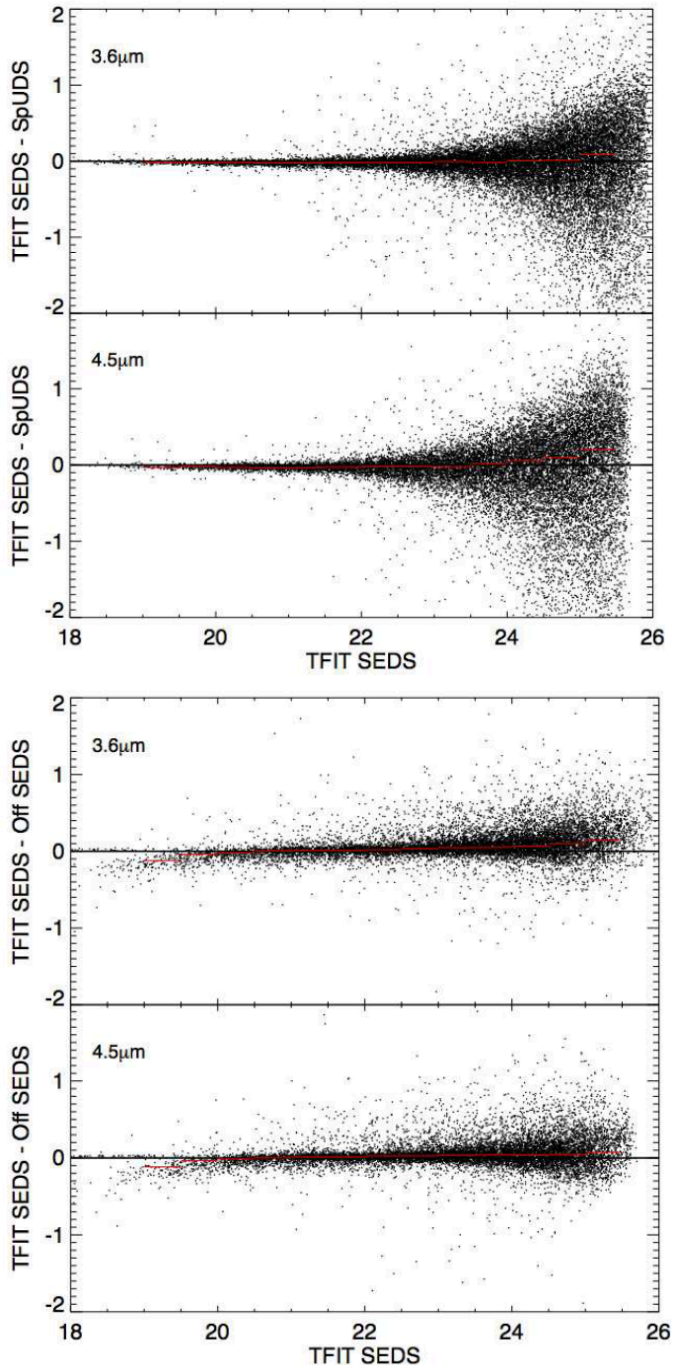 3.6μm
TFIT SEDS - SpUDS
2
1
0
-1
-2
4.5μm
TFIT SEDS - SpUDS
1
0
-1
-2
18 20 22 24 26
TFIT SEDS
3.6μm
TFIT SEDS - Off SEDS
2
1
0
-1
-2
4.5μm
TFIT SEDS - Off SEDS
1
0
-1
-2
18 20 22 24 26
TFIT SEDS